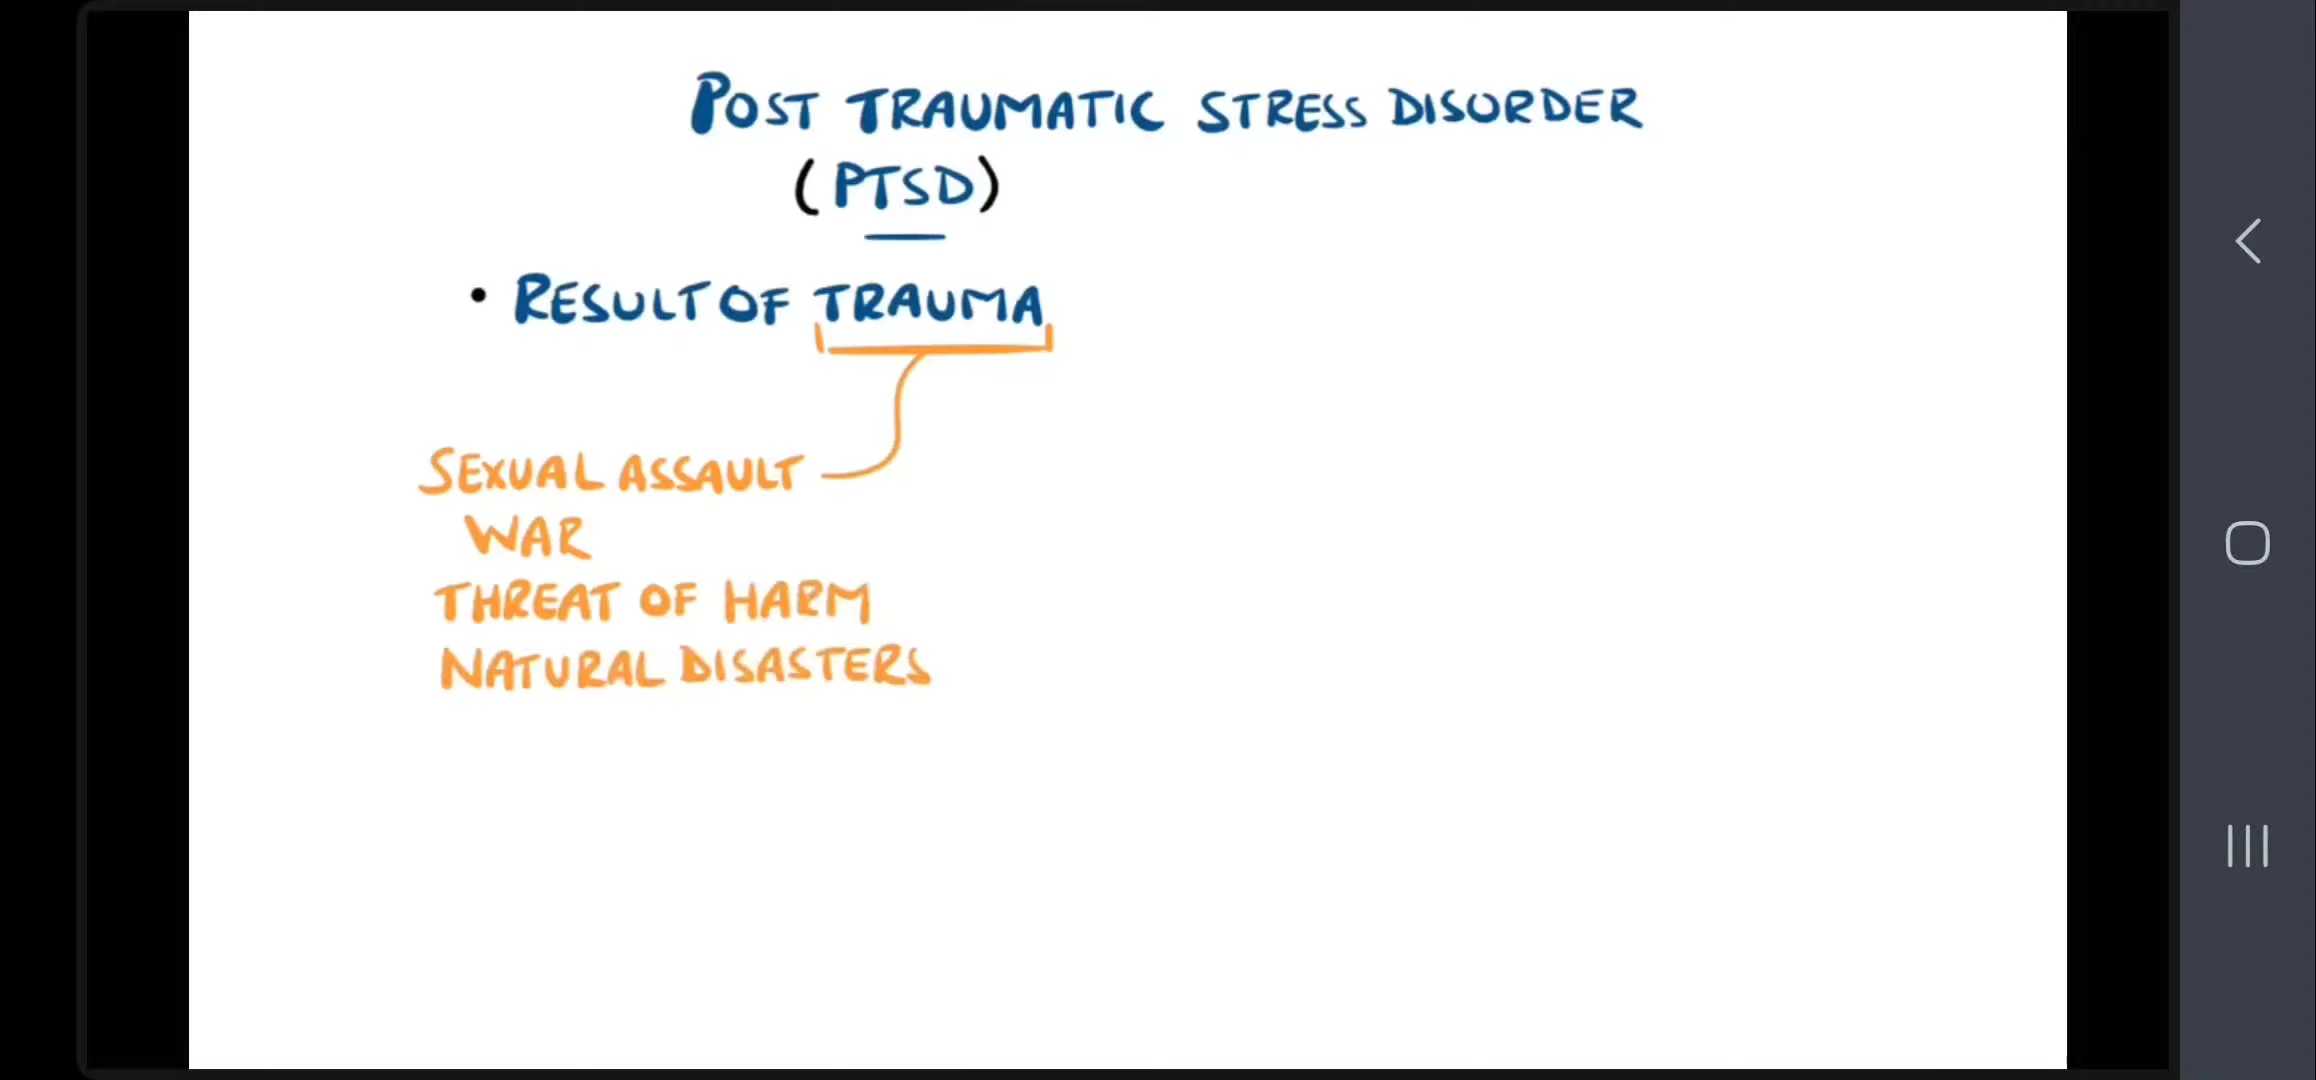 POST TRAUMATIC STRESS DISORDER
(PTSD)
• RESULT OF TRAUMA
SEXUAL ASSAULT
WAR
THREAT OF HARM
NATURAL DISASTERS